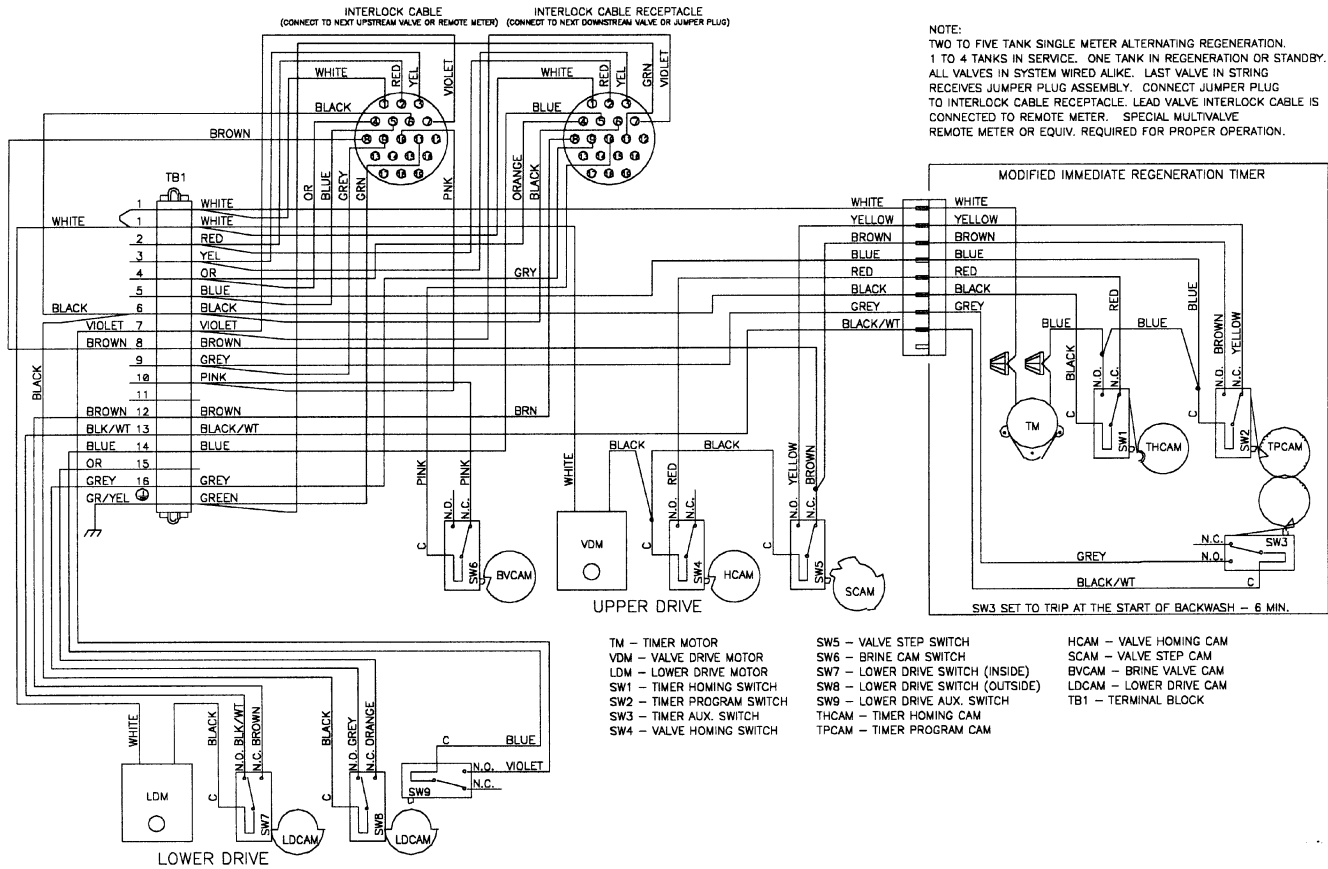 INTERLOCK CABLE
(CONNECT TO NEXT UPSTREAM VALVE OR REMOTE METER)
INTERLOCK CABLE RECEPTACLE
(CONNECT TO NEXT DOWNSTREAM VALVE OR JUMPER PLUG)
NOTE:
TWO TO FIVE TANK SINGLE METER ALTERNATING REGENERATION.
1 TO 4 TANKS IN SERVICE. ONE TANK IN REGENERATION OR STANDBY.
ALL VALVES IN SYSTEM WIRED ALIKE. LAST VALVE IN STRING
RECEIVES JUMPER PLUG ASSEMBLY. CONNECT JUMPER PLUG
TO INTERLOCK CABLE RECEPTACLE. LEAD VALVE INTERLOCK CABLE IS
CONNECTED TO REMOTE METER. SPECIAL MULTIVALVE
REMOTE METER OR EQUIV. REQUIRED FOR PROPER OPERATION.
WHITE
RED
YEL
VIOLET
BLACK
BROWN
OR
BLUE
GREY
GRN
PNK
WHITE
RED
YEL
GRN
VIOLET
BLUE
ORANGE
BLACK
GRY
BRN
TB1
1 WHITE
WHITE 1 WHITE
2 RED
3 YEL
4 OR
5 BLUE
BLACK 6 BLACK
VIOLET 7 VIOLET
BROWN 8 BROWN
9 GREY
10 PINK
11
BROWN 12 BROWN
BLK/WT 13 BLACK/WT
BLUE 14 BLUE
OR 15
GREY 16 GREY
GR/YEL GREEN
BLACK
MODIFIED IMMEDIATE REGENERATION TIMER
WHITE WHITE
YELLOW YELLOW
BROWN BROWN
BLUE BLUE
RED RED
BLACK BLACK
GREY GREY
BLACK/WT
BLUE
BLACK
RED
N.O.
N.C.
C
SW1
TM
THCAM
BLUE
BLUE
BROWN
YELLOW
N.O.
N.C.
C
SW2
TPCAM
N.C.
N.O.
SW3
C
GREY
BLACK/WT
SW3 SET TO TRIP AT THE START OF BACKWASH – 6 MIN.
PINK
PINK
N.O.
N.C.
C
SW6
BVCAM
WHITE
BLACK
VDM
RED
N.O.
N.C.
C
SW4
HCAM
BLACK
YELLOW
BROWN
N.O.
N.C.
C
SW5
SCAM
UPPER DRIVE
TM – TIMER MOTOR
VDM – VALVE DRIVE MOTOR
LDM – LOWER DRIVE MOTOR
SW1 – TIMER HOMING SWITCH
SW2 – TIMER PROGRAM SWITCH
SW3 – TIMER AUX. SWITCH
SW4 – VALVE HOMING SWITCH
SW5 – VALVE STEP SWITCH
SW6 – BRINE CAM SWITCH
SW7 – LOWER DRIVE SWITCH (INSIDE)
SW8 – LOWER DRIVE SWITCH (OUTSIDE)
SW9 – LOWER DRIVE AUX. SWITCH
THCAM – TIMER HOMING CAM
TPCAM – TIMER PROGRAM CAM
HCAM – VALVE HOMING CAM
SCAM – VALVE STEP CAM
BVCAM – BRINE VALVE CAM
LDCAM – LOWER DRIVE CAM
TB1 – TERMINAL BLOCK
WHITE
LDM
BLACK
N.O. BLK/WT
N.C. BROWN
C
SW7
LDCAM
BLACK
N.O. GREY
N.C. ORANGE
C
SW8
LDCAM
C
BLUE
N.O. VIOLET
N.C.
SW9
LOWER DRIVE